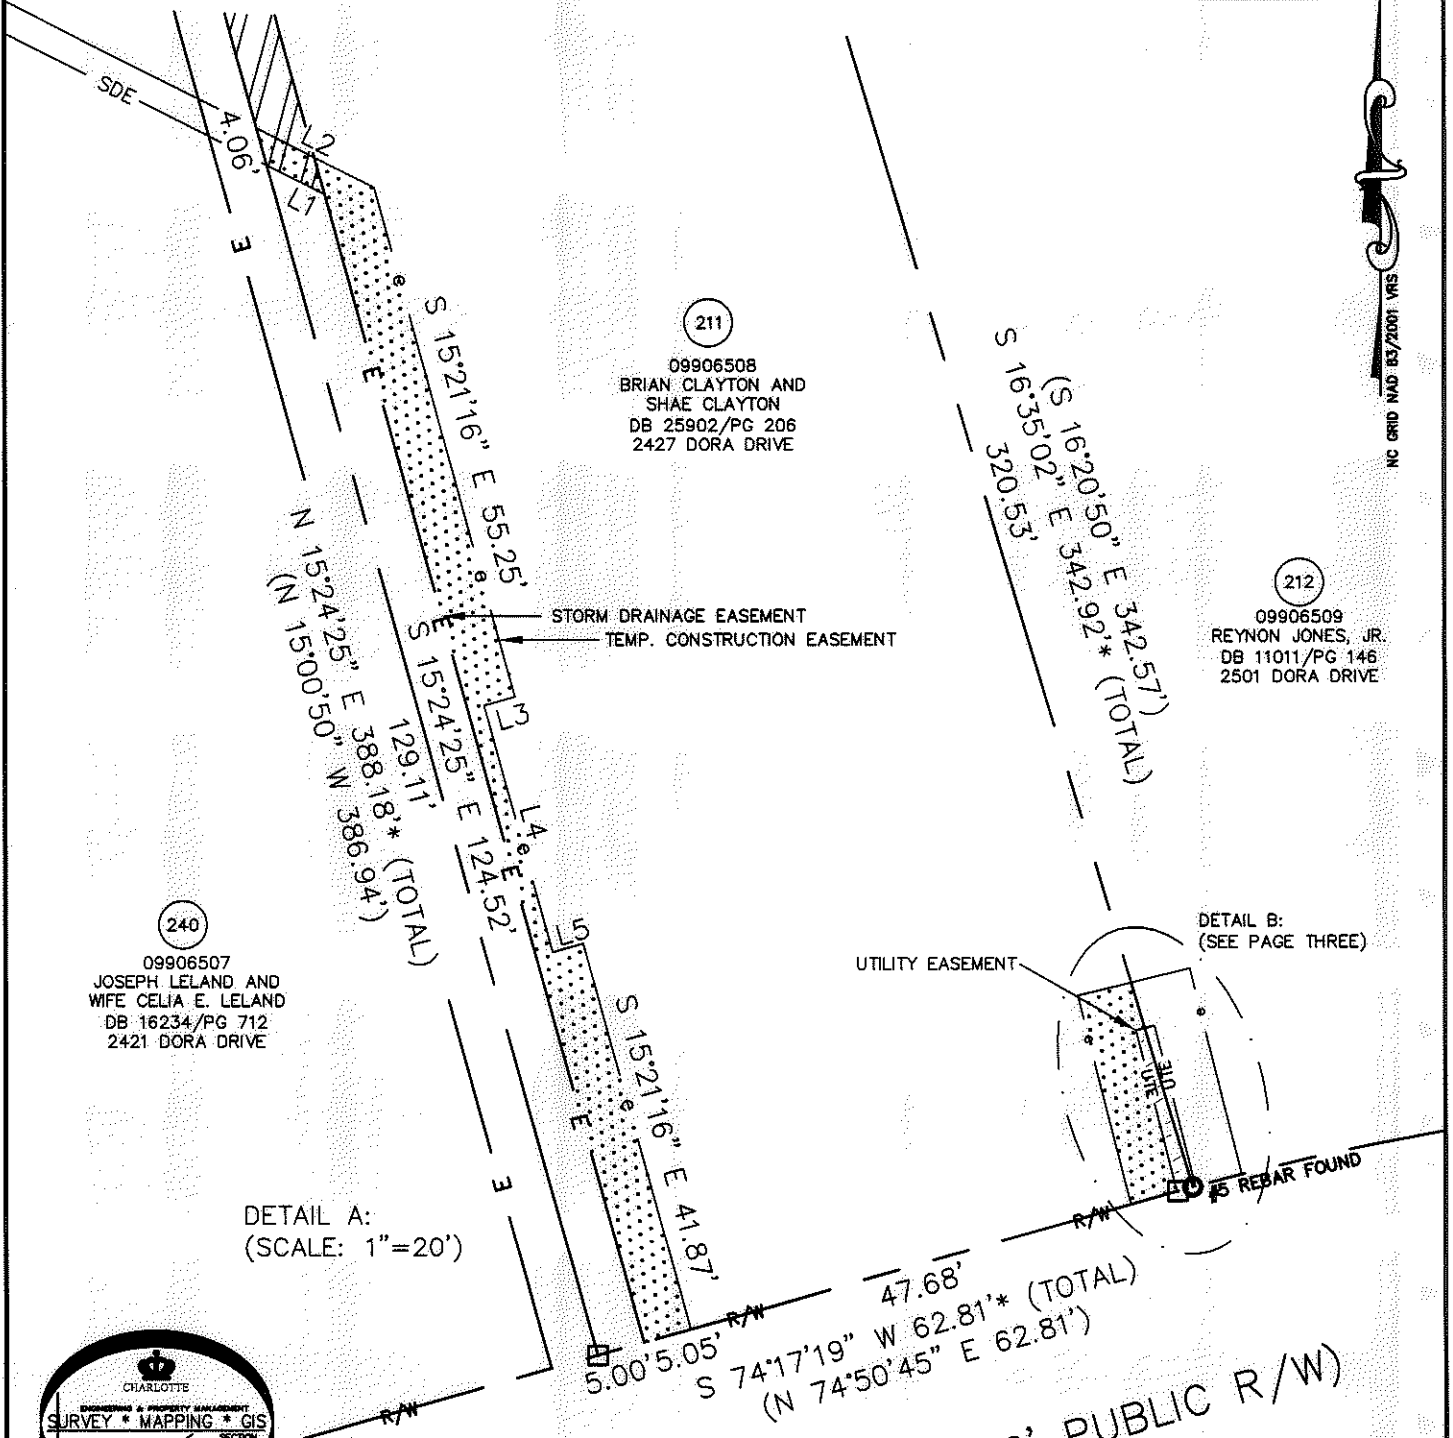 SDE
4.06'
L2
L1
E
e
E
S 15°21'16" E 55.25'
211
09906508
BRIAN CLAYTON AND
SHAE CLAYTON
DB 25902/PG 206
2427 DORA DRIVE
NC GRID NAD 83/2001 VRS
(S 16°20'50" E 342.57')
S 16°35'02" E 342.92'* (TOTAL)
320.53'
212
09906509
REYNON JONES, JR.
DB 11011/PG 146
2501 DORA DRIVE
e
STORM DRAINAGE EASEMENT
TEMP. CONSTRUCTION EASEMENT
E
S 15°24'25" E 124.52'
129.11'
N 15°24'25" E 388.18'* (TOTAL)
(N 15°00'50" W 386.94')
L3
L4
e
E
L5
240
09906507
JOSEPH LELAND AND
WIFE CELIA E. LELAND
DB 16234/PG 712
2421 DORA DRIVE
DETAIL B:
(SEE PAGE THREE)
UTILITY EASEMENT
e
e
UTE
UTE
S 15°21'16" E 41.87'
e
E
E
#5 REBAR FOUND
R/W
DETAIL A:
(SCALE: 1"=20')
R/W
47.68'
5.00'
5.05'
S 74°17'19" W 62.81'* (TOTAL)
(N 74°50'45" E 62.81')
R/W
' PUBLIC R/W)
CHARLOTTE
ENGINEERING & PROPERTY MANAGEMENT
SURVEY * MAPPING * GIS
SECTION